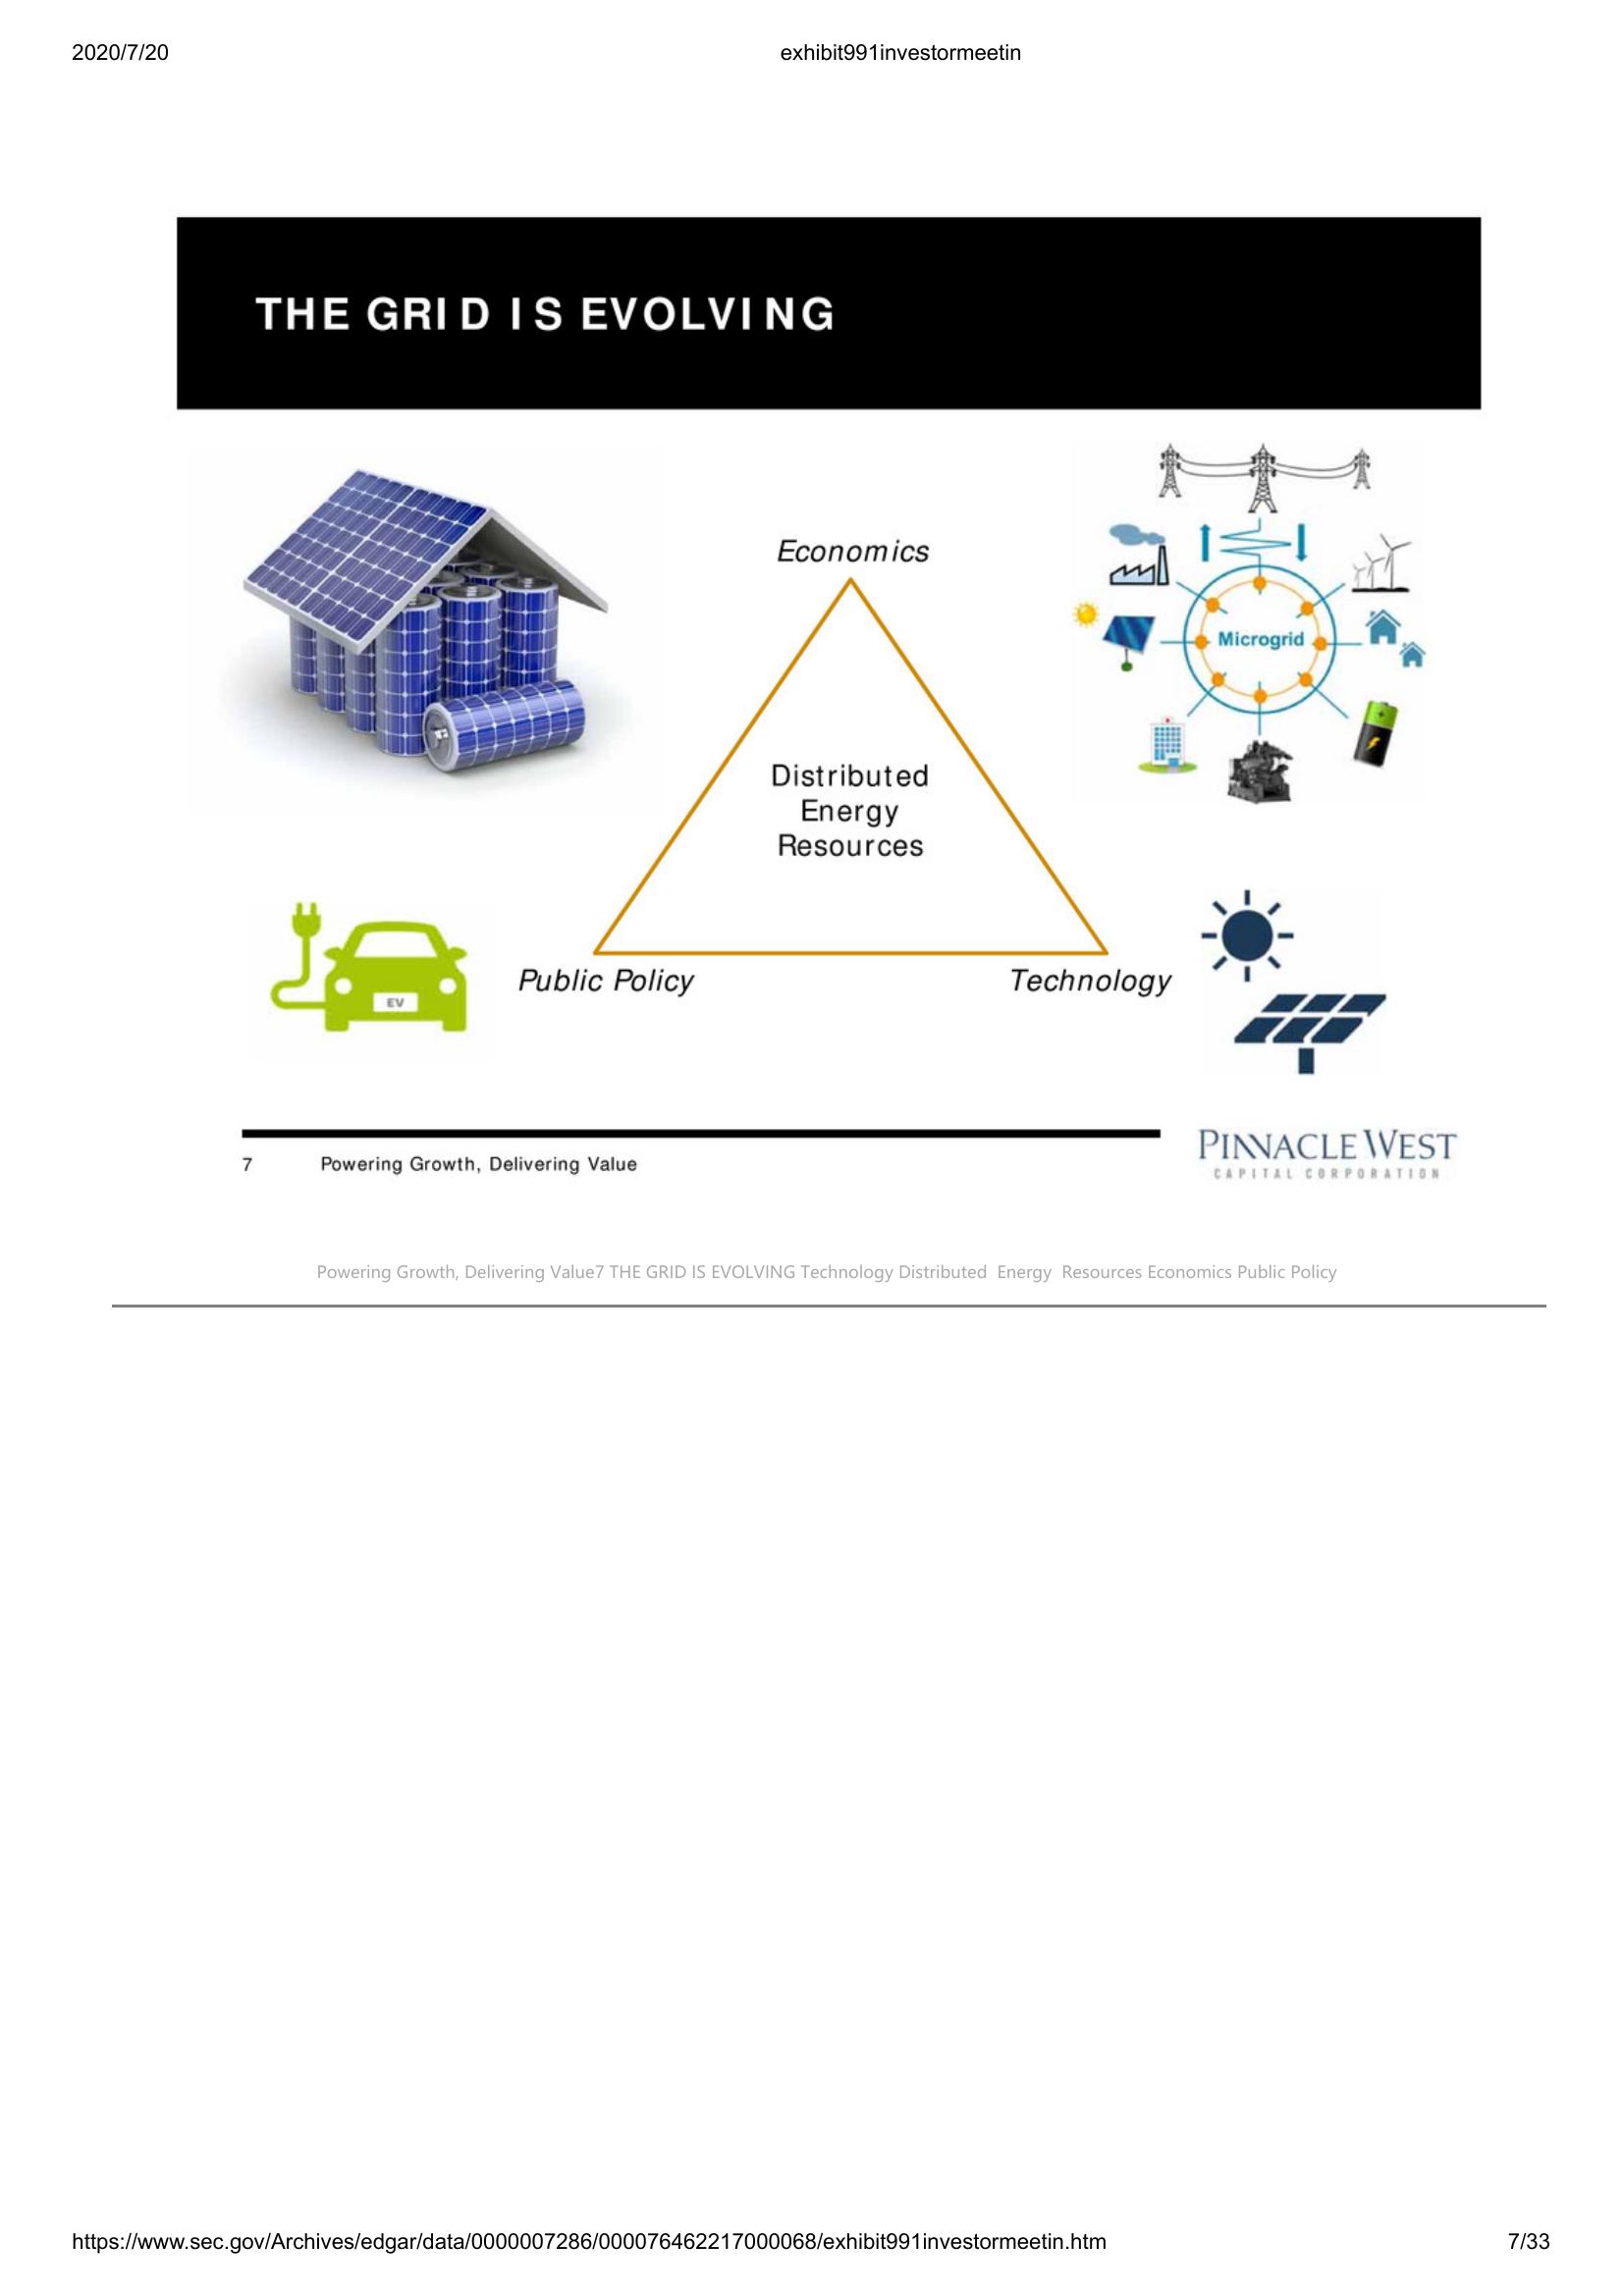 2020/7/20
exhibit991investormeetin
THE GRID IS EVOLVING
Economics
Microgrid
Distributed
Energy
Resources
EV
Public Policy
Technology
7
Powering Growth, Delivering Value
PINNACLE WEST
CAPITAL CORPORATION
Powering Growth, Delivering Value7 THE GRID IS EVOLVING Technology Distributed  Energy  Resources Economics Public Policy
https://www.sec.gov/Archives/edgar/data/0000007286/000076462217000068/exhibit991investormeetin.htm
7/33